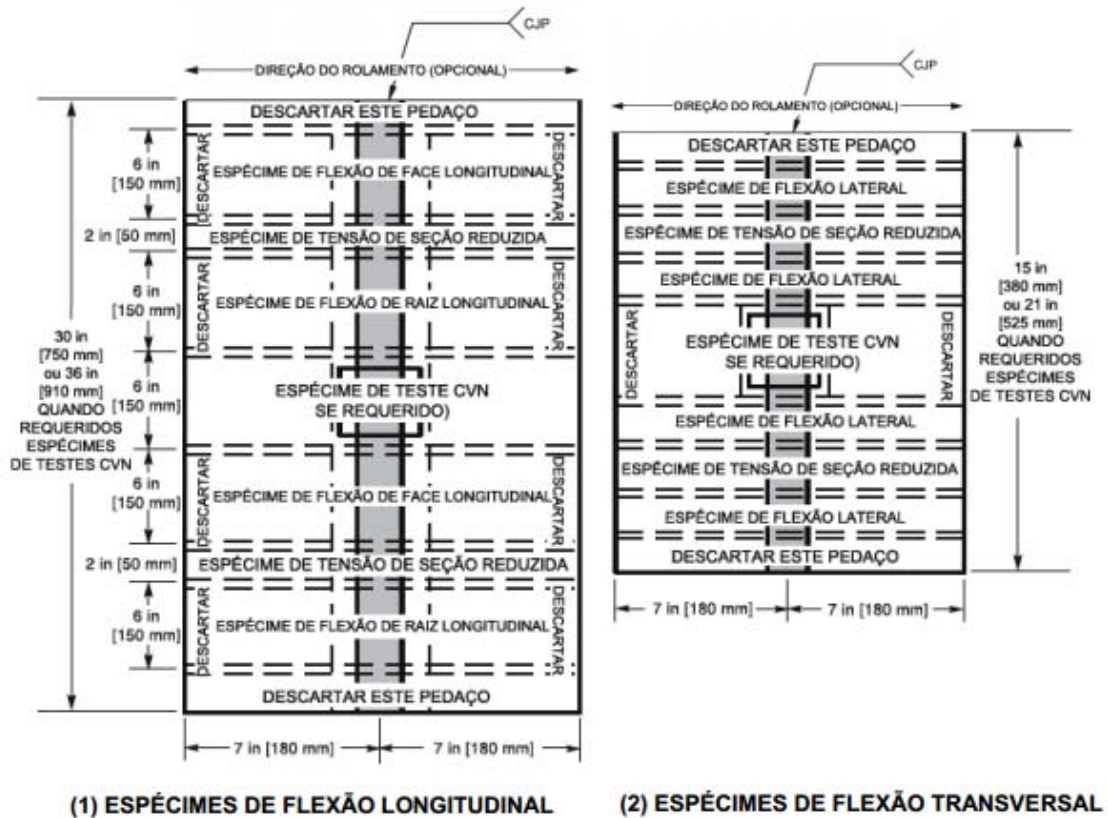 CJP
DIREÇÃO DO ROLAMENTO (OPCIONAL)
DESCARTAR ESTE PEDAÇO
6 in
[150 mm]
DESCARTAR
ESPÉCIME DE FLEXÃO DE FACE LONGITUDINAL
DESCARTAR
2 in [50 mm]
ESPÉCIME DE TENSÃO DE SEÇÃO REDUZIDA
6 in
[150 mm]
DESCARTAR
ESPÉCIME DE FLEXÃO DE RAIZ LONGITUDINAL
DESCARTAR
30 in
[750 mm]
ou 36 in
[910 mm]
QUANDO
REQUERIDOS
ESPÉCIMES
DE TESTES CVN
6 in
[150 mm]
ESPÉCIME DE TESTE CVN
SE REQUERIDO)
6 in
[150 mm]
DESCARTAR
ESPÉCIME DE FLEXÃO DE FACE LONGITUDINAL
DESCARTAR
2 in [50 mm]
ESPÉCIME DE TENSÃO DE SEÇÃO REDUZIDA
6 in
[150 mm]
DESCARTAR
ESPÉCIME DE FLEXÃO DE RAIZ LONGITUDINAL
DESCARTAR
DESCARTAR ESTE PEDAÇO
7 in [180 mm]
7 in [180 mm]
(1) ESPÉCIMES DE FLEXÃO LONGITUDINAL
CJP
DIREÇÃO DO ROLAMENTO (OPCIONAL)
DESCARTAR ESTE PEDAÇO
ESPÉCIME DE FLEXÃO LATERAL
ESPÉCIME DE TENSÃO DE SEÇÃO REDUZIDA
ESPÉCIME DE FLEXÃO LATERAL
DESCARTAR
ESPÉCIME DE TESTE CVN
SE REQUERIDO)
DESCARTAR
15 in
[380 mm]
ou 21 in
[525 mm]
QUANDO
REQUERIDOS
ESPÉCIMES
DE TESTES CVN
ESPÉCIME DE FLEXÃO LATERAL
ESPÉCIME DE TENSÃO DE SEÇÃO REDUZIDA
ESPÉCIME DE FLEXÃO LATERAL
DESCARTAR ESTE PEDAÇO
7 in [180 mm]
7 in [180 mm]
(2) ESPÉCIMES DE FLEXÃO TRANSVERSAL